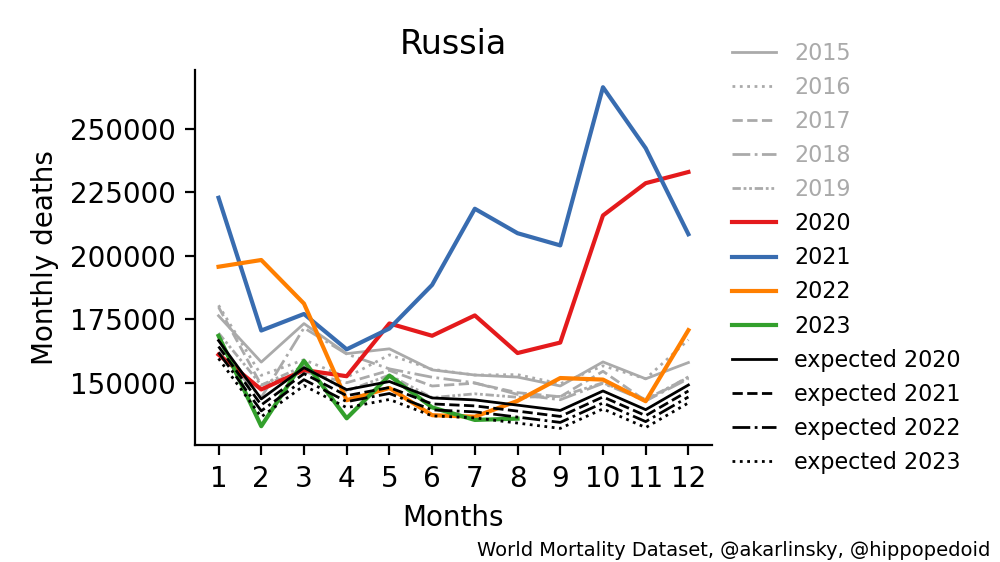 Russia
Monthly deaths
250000
225000
200000
175000
150000
1 2 3 4 5 6 7 8 9 10 11 12
Months
2015
2016
2017
2018
2019
2020
2021
2022
2023
expected 2020
expected 2021
expected 2022
expected 2023
World Mortality Dataset, @akarlinsky, @hippopedoid